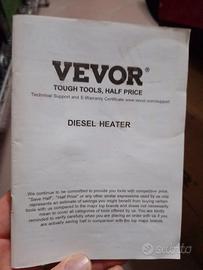 VEVOR®
TOUGH TOOLS, HALF PRICE
Technical Support and E-Warranty Certificate www.vevor.com/support
DIESEL HEATER
We continue to be committed to provide you tools with competitive price.
"Save Half", "Half Price" or any other similar expressions used by us only
represents an estimate of savings you might benefit from buying certain
tools with us compared to the major top brands and does not necessarily
mean to cover all categories of tools offered by us. You are kindly
reminded to verify carefully when you are placing an order with us if you
are actually saving half in comparison with the top major brands.
subito